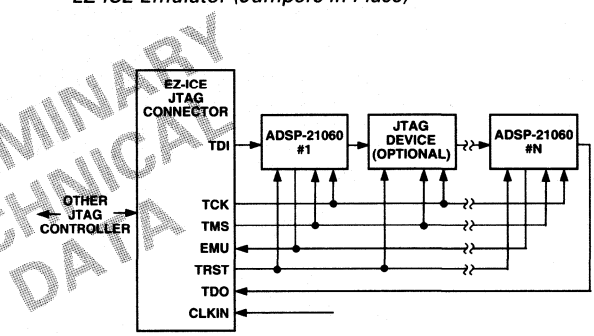 EZ-ICE Emulator (Jumpers in Place)
PRELIMINARY
TECHNICAL
DATA
EZ-ICE
JTAG
CONNECTOR
TDI
TCK
TMS
EMU
TRST
TDO
CLKIN
OTHER
JTAG
CONTROLLER
ADSP-21060
#1
JTAG
DEVICE
(OPTIONAL)
ADSP-21060
#N